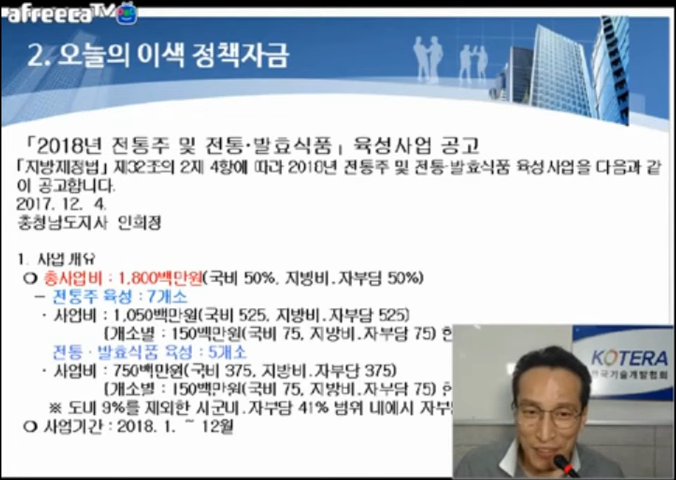 afreecaTV
2. 오늘의 이색 정책자금
「2018년 전통주 및 전통·발효식품」 육성사업 공고
「지방재정법」 제32조의 2제 4항에 따라 2018년 전통주 및 전통·발효식품 육성사업을 다음과 같
이 공고합니다.
2017. 12. 4.
충청남도지사 안희정
1. 사업 개요
○ 총사업비 : 1,800백만원(국비 50%, 지방비.자부담 50%)
– 전통주 육성 : 7개소
· 사업비 : 1,050백만원(국비 525, 지방비.자부담 525)
[개소별 : 150백만원(국비 75, 지방비.자부담 75) 한
전통·발효식품 육성 : 5개소
· 사업비 : 750백만원(국비 375, 지방비.자부담 375)
[개소별 : 150백만원(국비 75, 지방비.자부담 75) 한
※ 도비 9%를 제외한 시군비.자부담 41% 범위 내에서 자부
○ 사업기간 : 2018. 1. ~ 12월
KOTERA
한국기술개발협회